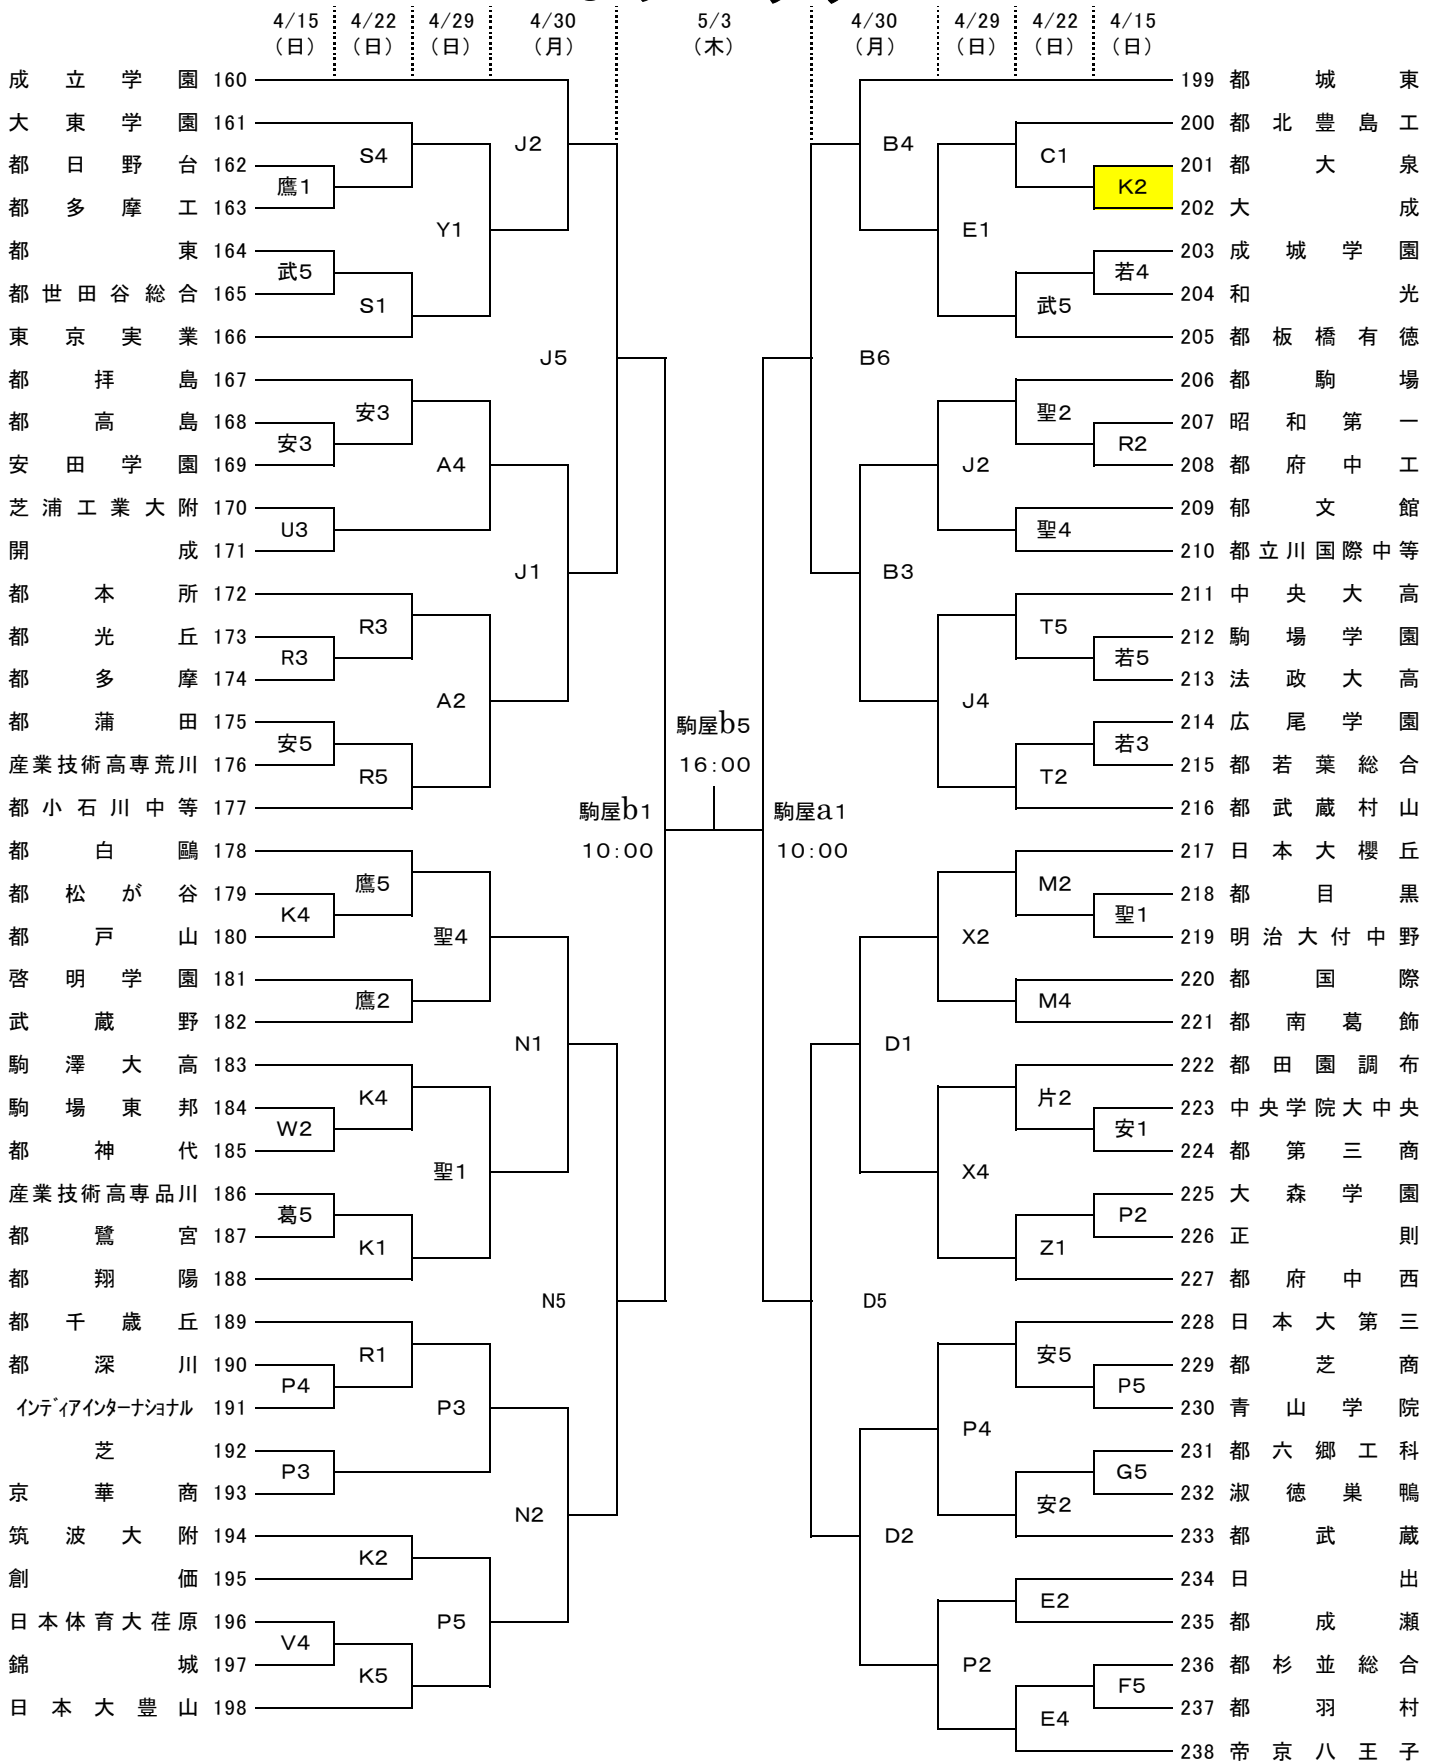 4/15 4/22 4/29 4/30 5/3 4/30 4/29 4/22 4/15
（日） （日） （日） （月） （木） （月） （日） （日） （日）
成立学園 160 199 都城東
大東学園 161 J2 B4 200 都北豊島工
S4 C1
都日野台 162 201 都大泉
鷹1 K2
都多摩工 163 202 大成
Y1 E1
都東 164 203 成城学園
武5 若4
都世田谷総合 165 204 和光
S1 武5
東京実業 166 205 都板橋有徳
J5 B6
都拝島 167 206 都駒場
安3 聖2
都高島 168 207 昭和第一
安3 R2
安田学園 169 A4 J2 208 都府中工
芝浦工業大附 170 209 郁文館
U3 聖4
開成 171 210 都立川国際中等
J1 B3
都本所 172 211 中央大高
R3 T5
都光丘 173 212 駒場学園
R3 若5
都多摩 174 213 法政大高
A2 J4
都蒲田 175 駒屋b5 214 広尾学園
安5 若3
産業技術高専荒川 176 16:00 215 都若葉総合
R5 T2
都小石川中等 177 駒屋b1 駒屋a1 216 都武蔵村山
都白鷗 178 10:00 10:00 217 日本大櫻丘
鷹5 M2
都松が谷 179 218 都目黒
K4 聖1
都戸山 180 聖4 X2 219 明治大付中野
啓明学園 181 220 都国際
鷹2 M4
武蔵野 182 221 都南葛飾
N1 D1
駒澤大高 183 222 都田園調布
K4 片2
駒場東邦 184 223 中央学院大中央
W2 安1
都神代 185 224 都第三商
聖1 X4
産業技術高専品川 186 225 大森学園
葛5 P2
都鷺宮 187 226 正則
K1 Z1
都翔陽 188 227 都府中西
N5 D5
都千歳丘 189 228 日本大第三
R1 安5
都深川 190 229 都芝商
P4 P5
インディアインターナショナル 191 P3 230 青山学院
P4
芝 192 231 都六郷工科
P3 G5
京華商 193 232 淑徳巣鴨
N2 安2
筑波大附 194 D2 233 都武蔵
K2
創価 195 234 日出
E2
日本体育大荏原 196 P5 235 都成瀬
V4
錦城 197 P2 236 都杉並総合
K5 F5
日本大豊山 198 237 都羽村
E4
238 帝京八王子